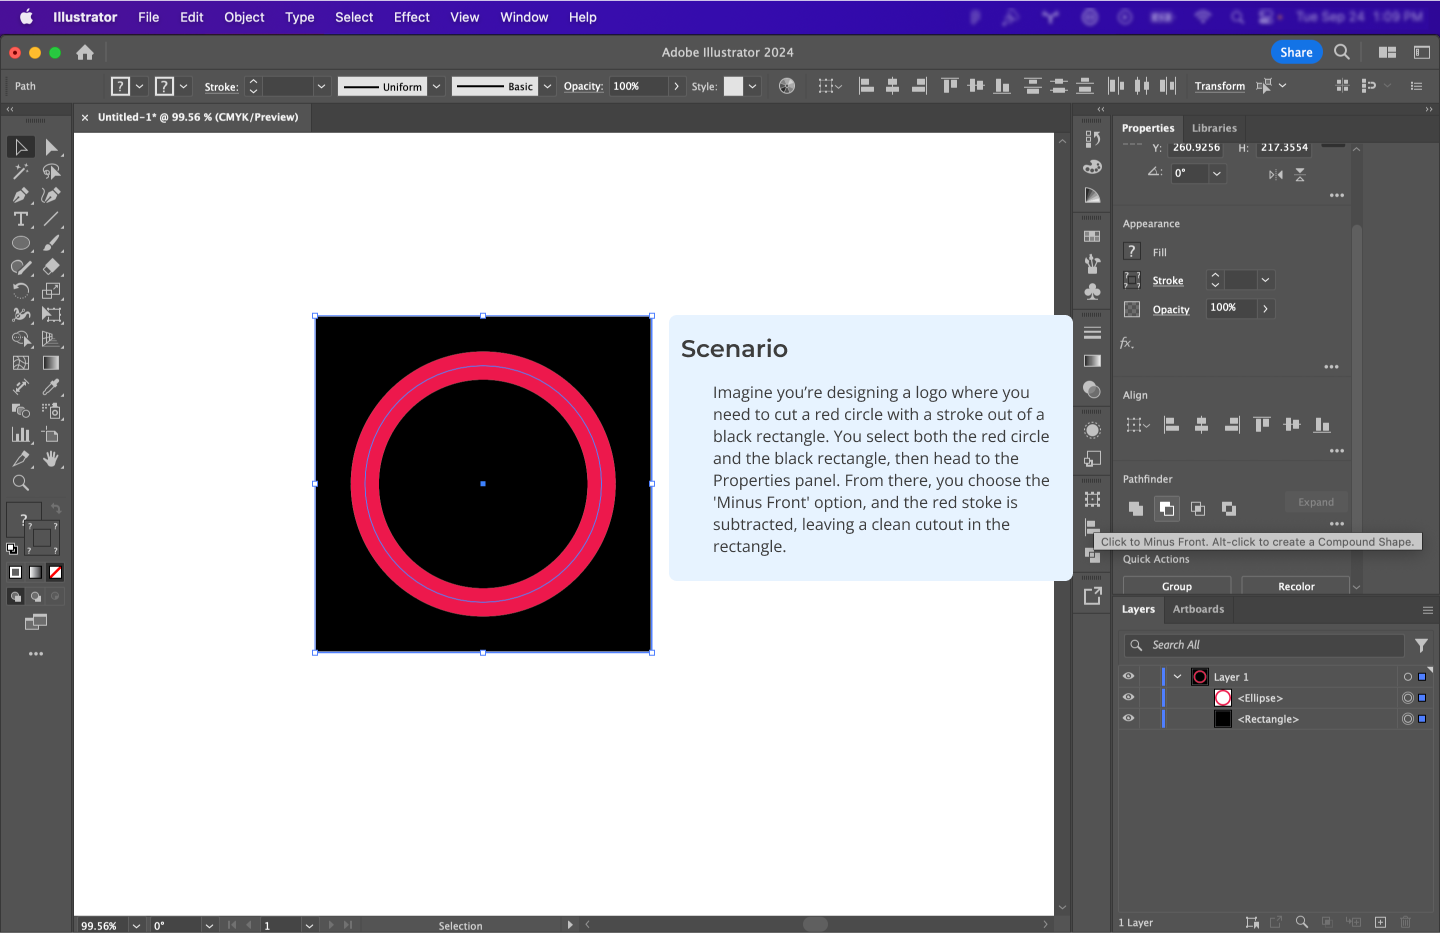 Illustrator File Edit Object Type Select Effect View Window Help Tue Sep 24 1:09 PM
Adobe Illustrator 2024 Share
Path ? ? Stroke: Uniform Basic Opacity: 100% Style: Transform
× Untitled-1* @ 99.56 % (CMYK/Preview)
Properties Libraries
Y: 260.9256 H: 217.3554
0°
Appearance
? Fill
Stroke
Opacity 100%
fx.
Align
Pathfinder
Expand
Click to Minus Front. Alt-click to create a Compound Shape.
Quick Actions
Group Recolor
Scenario
Imagine you’re designing a logo where you
need to cut a red circle with a stroke out of a
black rectangle. You select both the red circle
and the black rectangle, then head to the
Properties panel. From there, you choose the
'Minus Front' option, and the red stoke is
subtracted, leaving a clean cutout in the
rectangle.
Layers Artboards
Search All
Layer 1
<Ellipse>
<Rectangle>
1 Layer
99.56% 0° 1 Selection